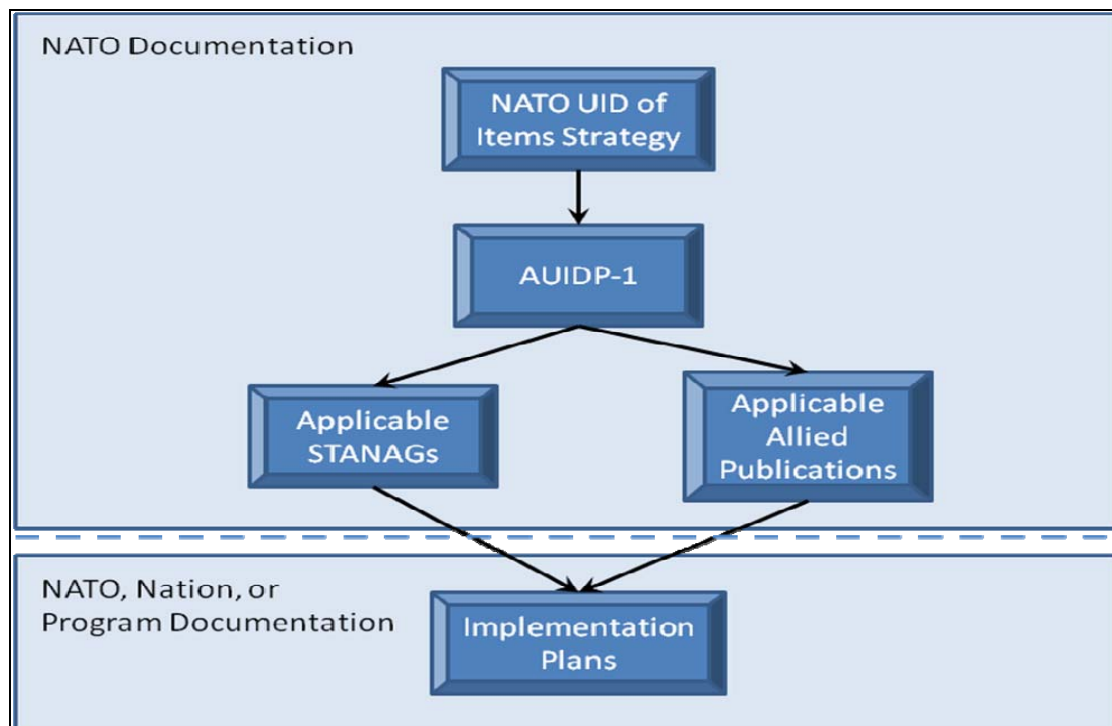 NATO Documentation
NATO UID of
Items Strategy
AUIDP-1
Applicable
STANAGs
Applicable
Allied
Publications
NATO, Nation, or
Program Documentation
Implementation
Plans